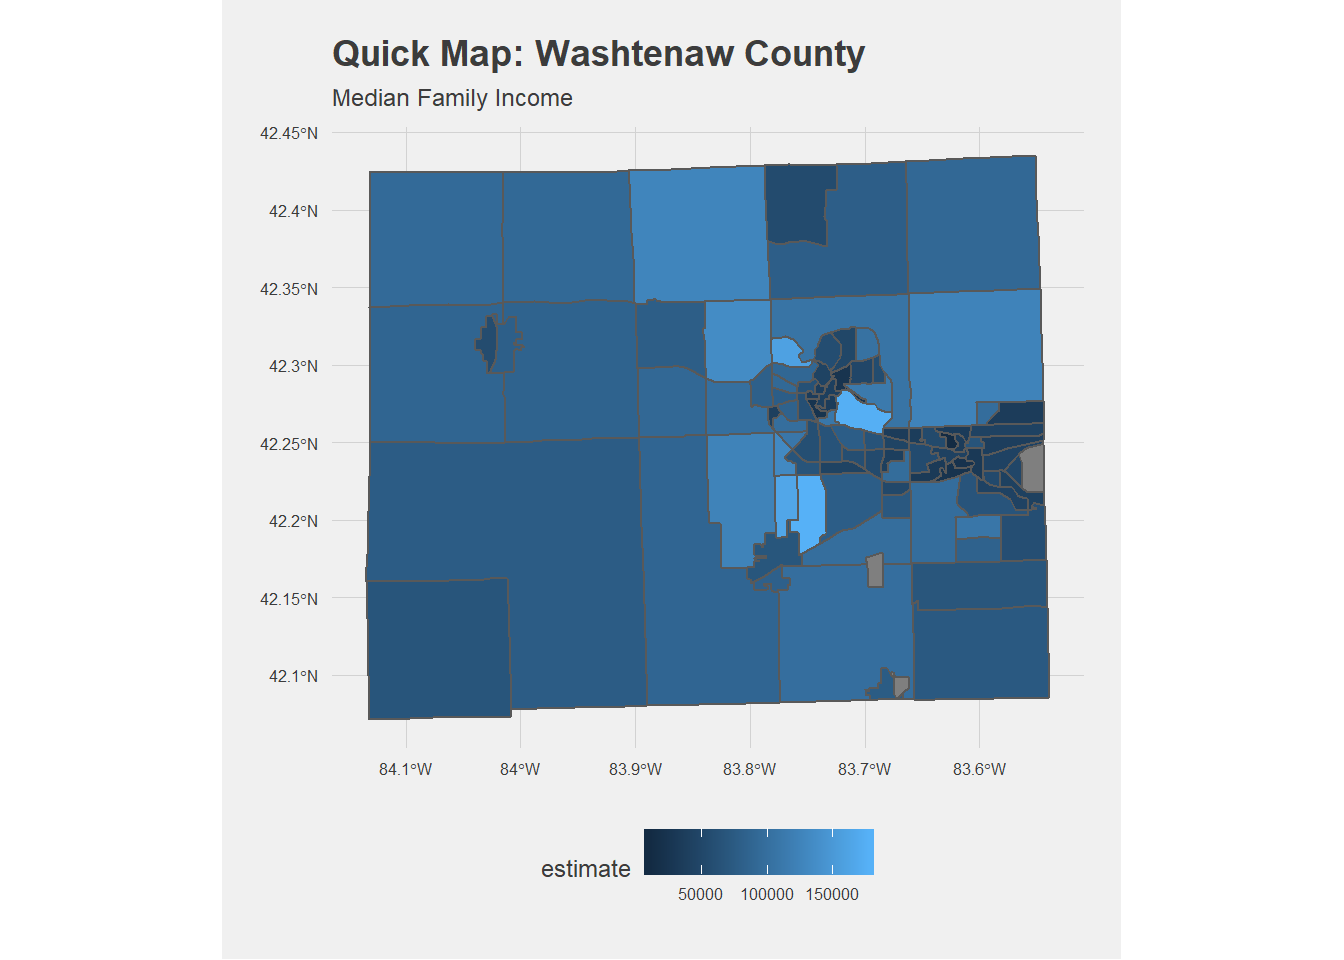 Quick Map: Washtenaw County
Median Family Income
42.45°N
42.4°N
42.35°N
42.3°N
42.25°N
42.2°N
42.15°N
42.1°N
84.1°W 84°W 83.9°W 83.8°W 83.7°W 83.6°W
estimate
50000 100000 150000